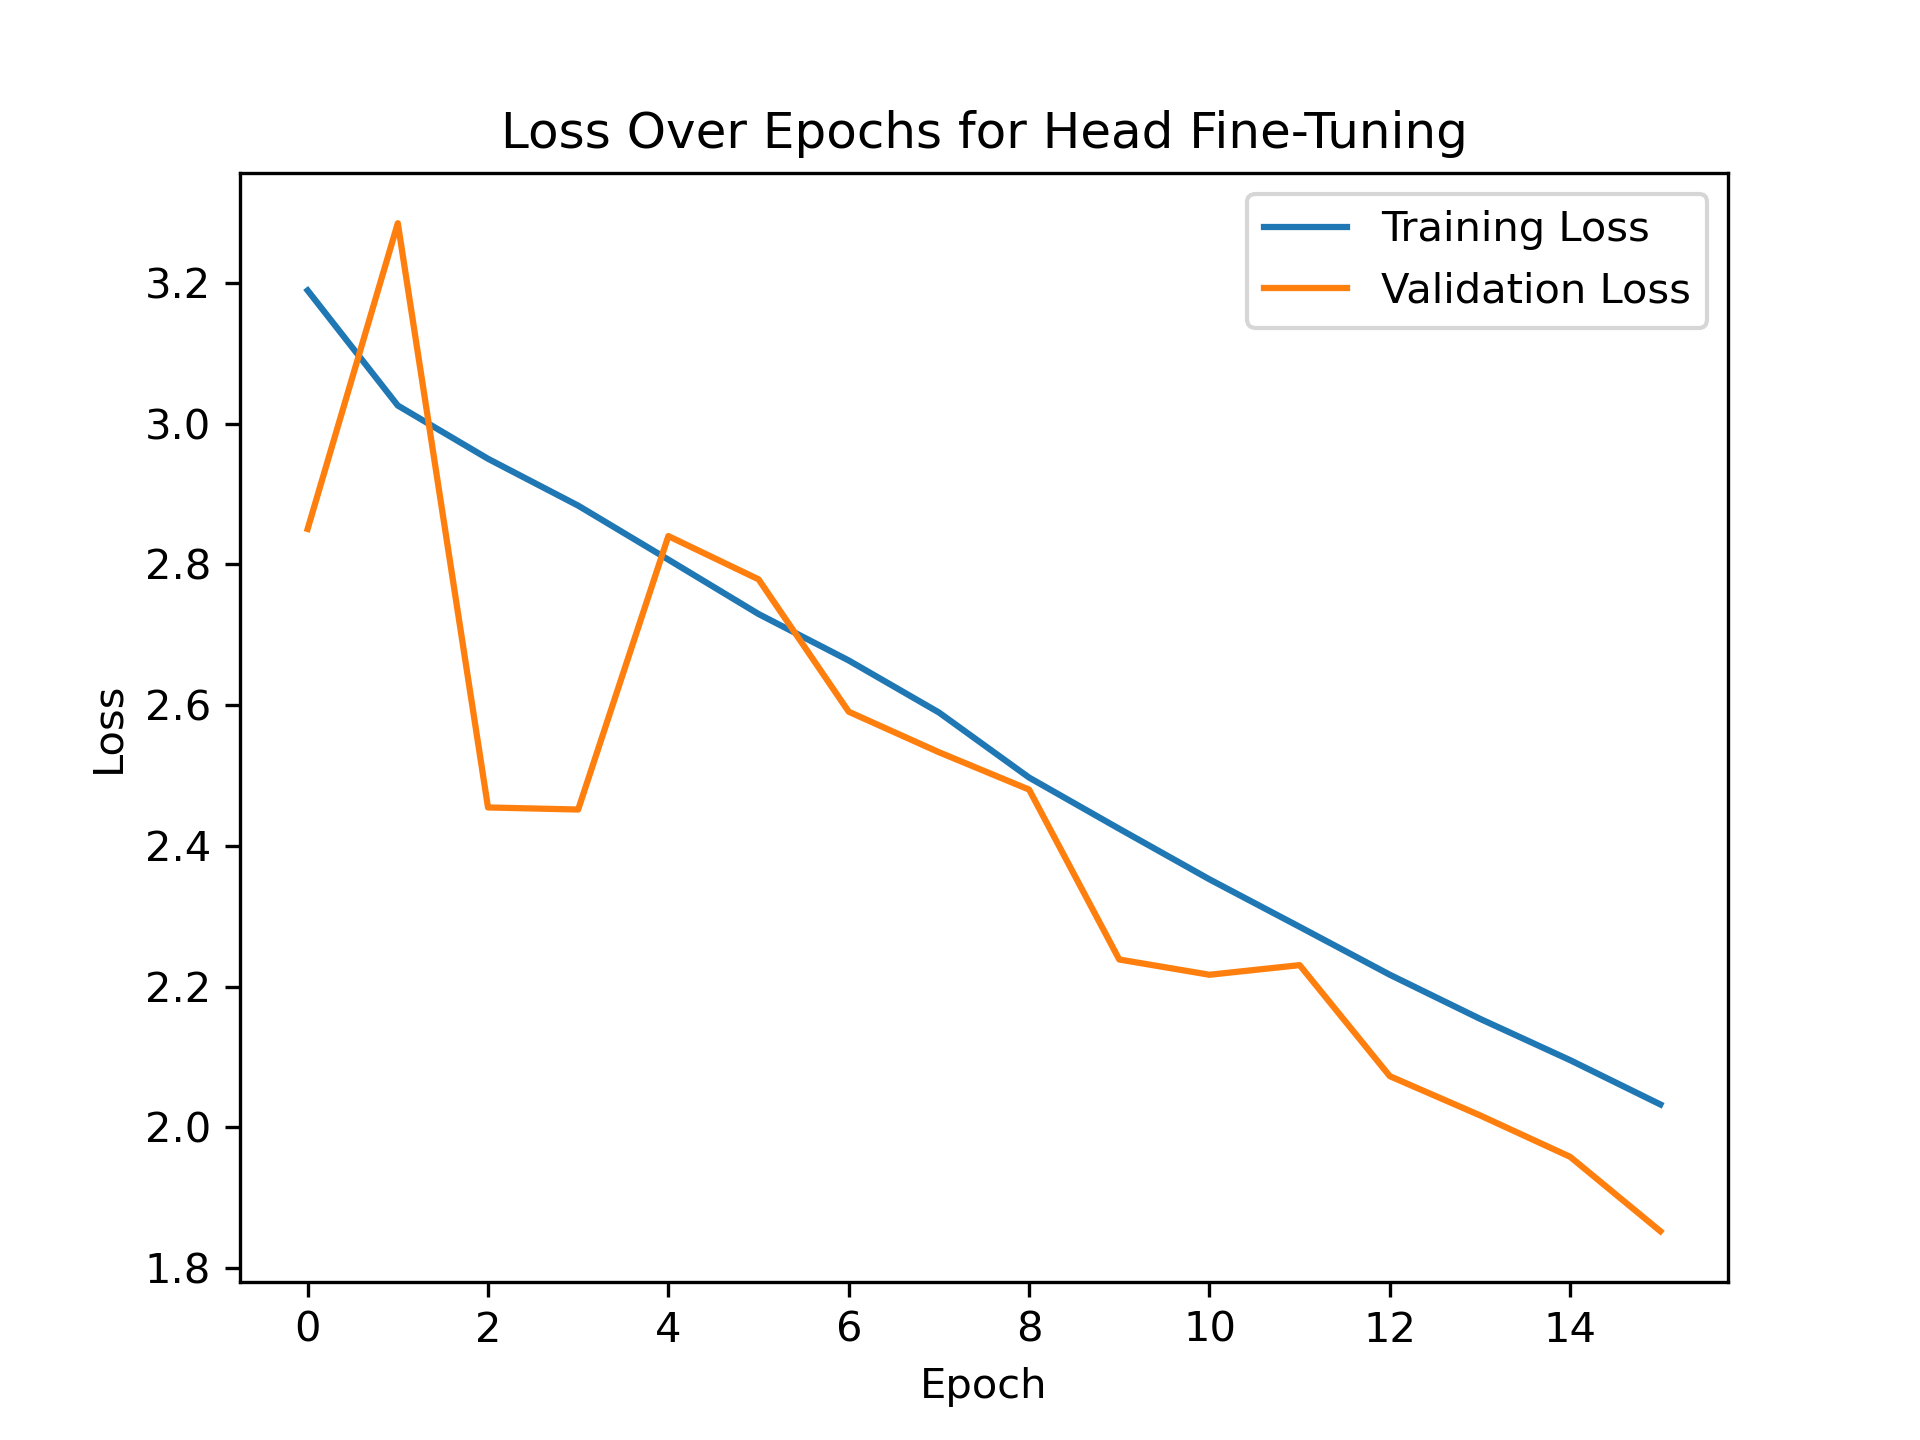 Loss Over Epochs for Head Fine-Tuning
Training Loss
Validation Loss
3.2
3.0
2.8
2.6
2.4
2.2
2.0
1.8
Loss
0 2 4 6 8 10 12 14
Epoch